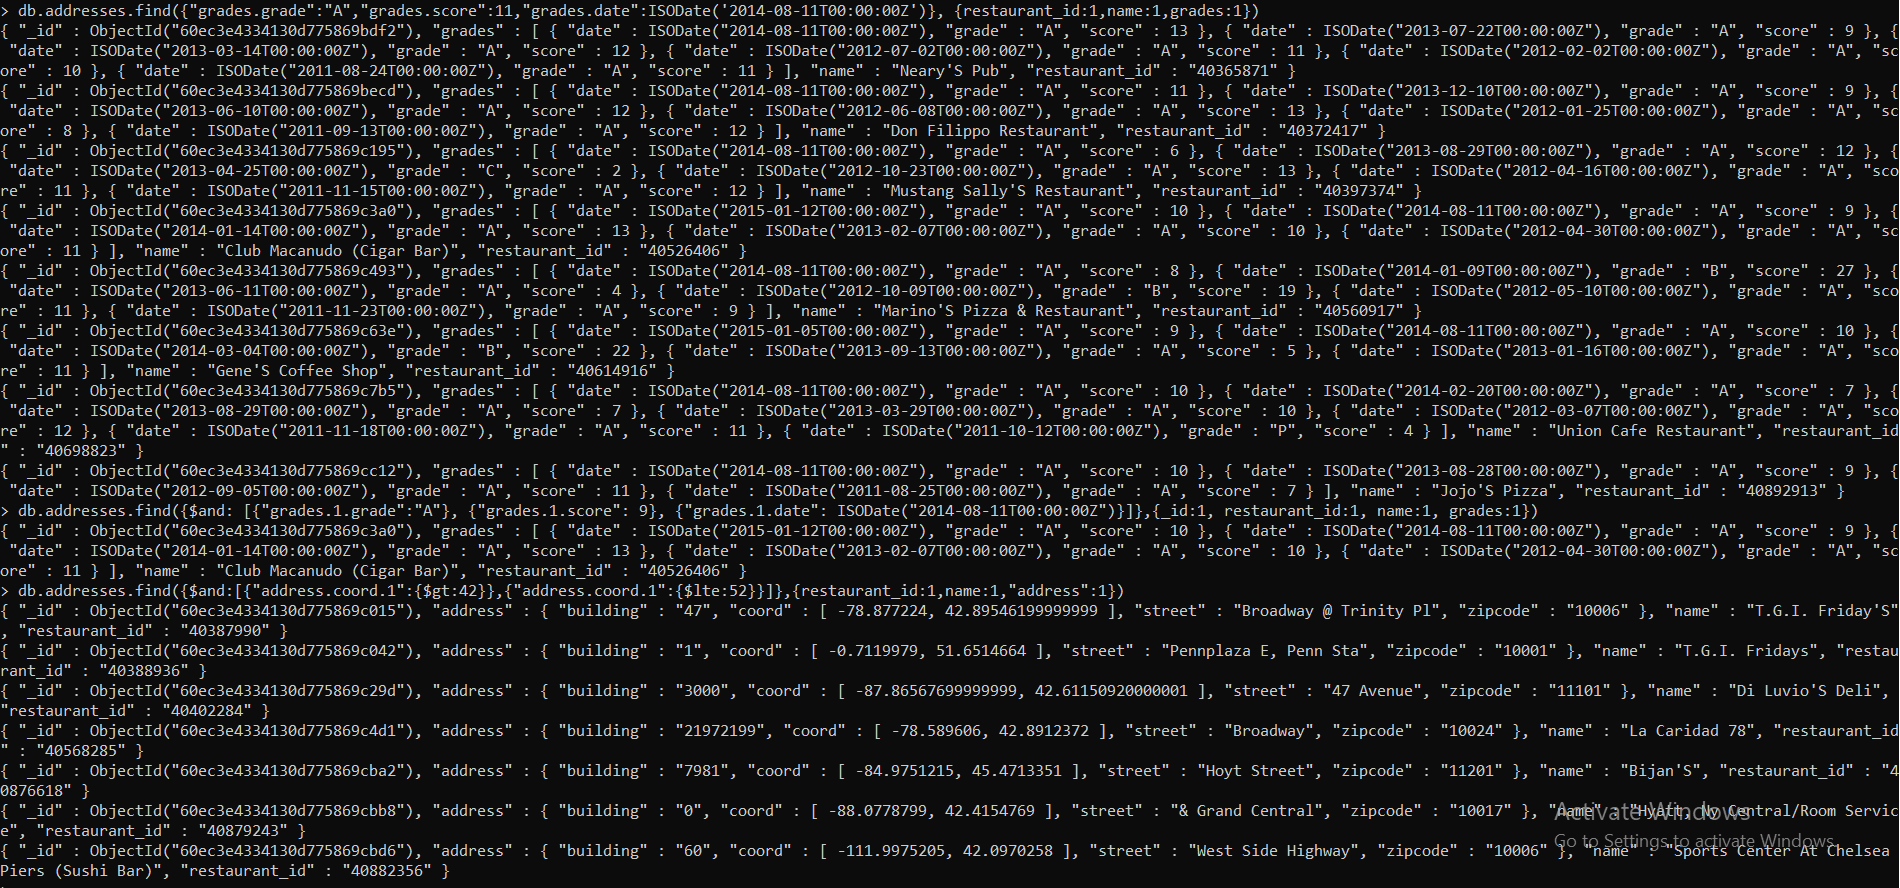 > db.addresses.find({"grades.grade":"A","grades.score":11,"grades.date":ISODate('2014-08-11T00:00:00Z')}, {restaurant_id:1,name:1,grades:1})
{ "_id" : ObjectId("60ec3e4334130d775869bdf2"), "grades" : [ { "date" : ISODate("2014-08-11T00:00:00Z"), "grade" : "A", "score" : 13 }, { "date" : ISODate("2013-07-22T00:00:00Z"), "grade" : "A", "score" : 9 }, {
 "date" : ISODate("2013-03-14T00:00:00Z"), "grade" : "A", "score" : 12 }, { "date" : ISODate("2012-07-02T00:00:00Z"), "grade" : "A", "score" : 11 }, { "date" : ISODate("2012-02-02T00:00:00Z"), "grade" : "A", "sc
ore" : 10 }, { "date" : ISODate("2011-08-24T00:00:00Z"), "grade" : "A", "score" : 11 } ], "name" : "Neary'S Pub", "restaurant_id" : "40365871" }
{ "_id" : ObjectId("60ec3e4334130d775869becd"), "grades" : [ { "date" : ISODate("2014-08-11T00:00:00Z"), "grade" : "A", "score" : 11 }, { "date" : ISODate("2013-12-10T00:00:00Z"), "grade" : "A", "score" : 9 }, {
 "date" : ISODate("2013-06-10T00:00:00Z"), "grade" : "A", "score" : 12 }, { "date" : ISODate("2012-06-08T00:00:00Z"), "grade" : "A", "score" : 13 }, { "date" : ISODate("2012-01-25T00:00:00Z"), "grade" : "A", "sc
ore" : 8 }, { "date" : ISODate("2011-09-13T00:00:00Z"), "grade" : "A", "score" : 12 } ], "name" : "Don Filippo Restaurant", "restaurant_id" : "40372417" }
{ "_id" : ObjectId("60ec3e4334130d775869c195"), "grades" : [ { "date" : ISODate("2014-08-11T00:00:00Z"), "grade" : "A", "score" : 6 }, { "date" : ISODate("2013-08-29T00:00:00Z"), "grade" : "A", "score" : 12 }, {
 "date" : ISODate("2013-04-25T00:00:00Z"), "grade" : "C", "score" : 2 }, { "date" : ISODate("2012-10-23T00:00:00Z"), "grade" : "A", "score" : 13 }, { "date" : ISODate("2012-04-16T00:00:00Z"), "grade" : "A", "sco
re" : 11 }, { "date" : ISODate("2011-11-15T00:00:00Z"), "grade" : "A", "score" : 12 } ], "name" : "Mustang Sally'S Restaurant", "restaurant_id" : "40397374" }
{ "_id" : ObjectId("60ec3e4334130d775869c3a0"), "grades" : [ { "date" : ISODate("2015-01-12T00:00:00Z"), "grade" : "A", "score" : 10 }, { "date" : ISODate("2014-08-11T00:00:00Z"), "grade" : "A", "score" : 9 }, {
 "date" : ISODate("2014-01-14T00:00:00Z"), "grade" : "A", "score" : 13 }, { "date" : ISODate("2013-02-07T00:00:00Z"), "grade" : "A", "score" : 10 }, { "date" : ISODate("2012-04-30T00:00:00Z"), "grade" : "A", "sc
ore" : 11 } ], "name" : "Club Macanudo (Cigar Bar)", "restaurant_id" : "40526406" }
{ "_id" : ObjectId("60ec3e4334130d775869c493"), "grades" : [ { "date" : ISODate("2014-08-11T00:00:00Z"), "grade" : "A", "score" : 8 }, { "date" : ISODate("2014-01-09T00:00:00Z"), "grade" : "B", "score" : 27 }, {
 "date" : ISODate("2013-06-11T00:00:00Z"), "grade" : "A", "score" : 4 }, { "date" : ISODate("2012-10-09T00:00:00Z"), "grade" : "B", "score" : 19 }, { "date" : ISODate("2012-05-10T00:00:00Z"), "grade" : "A", "sco
re" : 11 }, { "date" : ISODate("2011-11-23T00:00:00Z"), "grade" : "A", "score" : 9 } ], "name" : "Marino'S Pizza & Restaurant", "restaurant_id" : "40560917" }
{ "_id" : ObjectId("60ec3e4334130d775869c63e"), "grades" : [ { "date" : ISODate("2015-01-05T00:00:00Z"), "grade" : "A", "score" : 9 }, { "date" : ISODate("2014-08-11T00:00:00Z"), "grade" : "A", "score" : 10 }, {
 "date" : ISODate("2014-03-04T00:00:00Z"), "grade" : "B", "score" : 22 }, { "date" : ISODate("2013-09-13T00:00:00Z"), "grade" : "A", "score" : 5 }, { "date" : ISODate("2013-01-16T00:00:00Z"), "grade" : "A", "sco
re" : 11 } ], "name" : "Gene'S Coffee Shop", "restaurant_id" : "40614916" }
{ "_id" : ObjectId("60ec3e4334130d775869c7b5"), "grades" : [ { "date" : ISODate("2014-08-11T00:00:00Z"), "grade" : "A", "score" : 10 }, { "date" : ISODate("2014-02-20T00:00:00Z"), "grade" : "A", "score" : 7 }, {
 "date" : ISODate("2013-08-29T00:00:00Z"), "grade" : "A", "score" : 7 }, { "date" : ISODate("2013-03-29T00:00:00Z"), "grade" : "A", "score" : 10 }, { "date" : ISODate("2012-03-07T00:00:00Z"), "grade" : "A", "sco
re" : 12 }, { "date" : ISODate("2011-11-18T00:00:00Z"), "grade" : "A", "score" : 11 }, { "date" : ISODate("2011-10-12T00:00:00Z"), "grade" : "P", "score" : 4 } ], "name" : "Union Cafe Restaurant", "restaurant_id
" : "40698823" }
{ "_id" : ObjectId("60ec3e4334130d775869cc12"), "grades" : [ { "date" : ISODate("2014-08-11T00:00:00Z"), "grade" : "A", "score" : 10 }, { "date" : ISODate("2013-08-28T00:00:00Z"), "grade" : "A", "score" : 9 }, {
 "date" : ISODate("2012-09-05T00:00:00Z"), "grade" : "A", "score" : 11 }, { "date" : ISODate("2011-08-25T00:00:00Z"), "grade" : "A", "score" : 7 } ], "name" : "Jojo'S Pizza", "restaurant_id" : "40892913" }
> db.addresses.find({$and: [{"grades.1.grade":"A"}, {"grades.1.score": 9}, {"grades.1.date": ISODate("2014-08-11T00:00:00Z")}]},{_id:1, restaurant_id:1, name:1, grades:1})
{ "_id" : ObjectId("60ec3e4334130d775869c3a0"), "grades" : [ { "date" : ISODate("2015-01-12T00:00:00Z"), "grade" : "A", "score" : 10 }, { "date" : ISODate("2014-08-11T00:00:00Z"), "grade" : "A", "score" : 9 }, {
 "date" : ISODate("2014-01-14T00:00:00Z"), "grade" : "A", "score" : 13 }, { "date" : ISODate("2013-02-07T00:00:00Z"), "grade" : "A", "score" : 10 }, { "date" : ISODate("2012-04-30T00:00:00Z"), "grade" : "A", "sc
ore" : 11 } ], "name" : "Club Macanudo (Cigar Bar)", "restaurant_id" : "40526406" }
> db.addresses.find({$and:[{"address.coord.1":{$gt:42}},{"address.coord.1":{$lte:52}}]},{restaurant_id:1,name:1,"address":1})
{ "_id" : ObjectId("60ec3e4334130d775869c015"), "address" : { "building" : "47", "coord" : [ -78.877224, 42.89546199999999 ], "street" : "Broadway @ Trinity Pl", "zipcode" : "10006" }, "name" : "T.G.I. Friday'S"
, "restaurant_id" : "40387990" }
{ "_id" : ObjectId("60ec3e4334130d775869c042"), "address" : { "building" : "1", "coord" : [ -0.7119979, 51.6514664 ], "street" : "Pennplaza E, Penn Sta", "zipcode" : "10001" }, "name" : "T.G.I. Fridays", "restau
rant_id" : "40388936" }
{ "_id" : ObjectId("60ec3e4334130d775869c29d"), "address" : { "building" : "3000", "coord" : [ -87.86567699999999, 42.61150920000001 ], "street" : "47 Avenue", "zipcode" : "11101" }, "name" : "Di Luvio'S Deli",
"restaurant_id" : "40402284" }
{ "_id" : ObjectId("60ec3e4334130d775869c4d1"), "address" : { "building" : "21972199", "coord" : [ -78.589606, 42.8912372 ], "street" : "Broadway", "zipcode" : "10024" }, "name" : "La Caridad 78", "restaurant_id
" : "40568285" }
{ "_id" : ObjectId("60ec3e4334130d775869cba2"), "address" : { "building" : "7981", "coord" : [ -84.9751215, 45.4713351 ], "street" : "Hoyt Street", "zipcode" : "11201" }, "name" : "Bijan'S", "restaurant_id" : "4
0876618" }
{ "_id" : ObjectId("60ec3e4334130d775869cbb8"), "address" : { "building" : "0", "coord" : [ -88.0778799, 42.4154769 ], "street" : "& Grand Central", "zipcode" : "10017" }, "name" : "Hyatt, Ny Central/Room Servic
e", "restaurant_id" : "40879243" }
{ "_id" : ObjectId("60ec3e4334130d775869cbd6"), "address" : { "building" : "60", "coord" : [ -111.9975205, 42.0970258 ], "street" : "West Side Highway", "zipcode" : "10006" }, "name" : "Sports Center At Chelsea
Piers (Sushi Bar)", "restaurant_id" : "40882356" }
Activate Windows
Go to Settings to activate Windows.